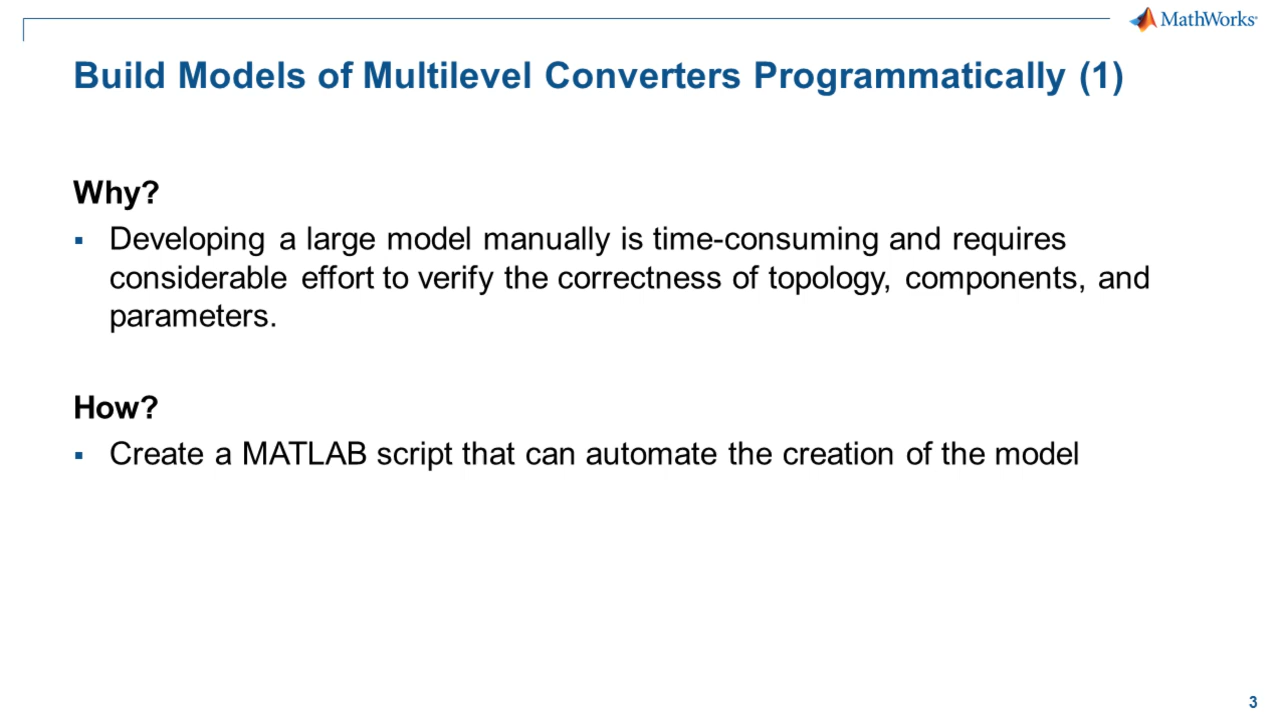 MathWorks
Build Models of Multilevel Converters Programmatically (1)
Why?
▪ Developing a large model manually is time-consuming and requires
considerable effort to verify the correctness of topology, components, and
parameters.
How?
▪ Create a MATLAB script that can automate the creation of the model
3